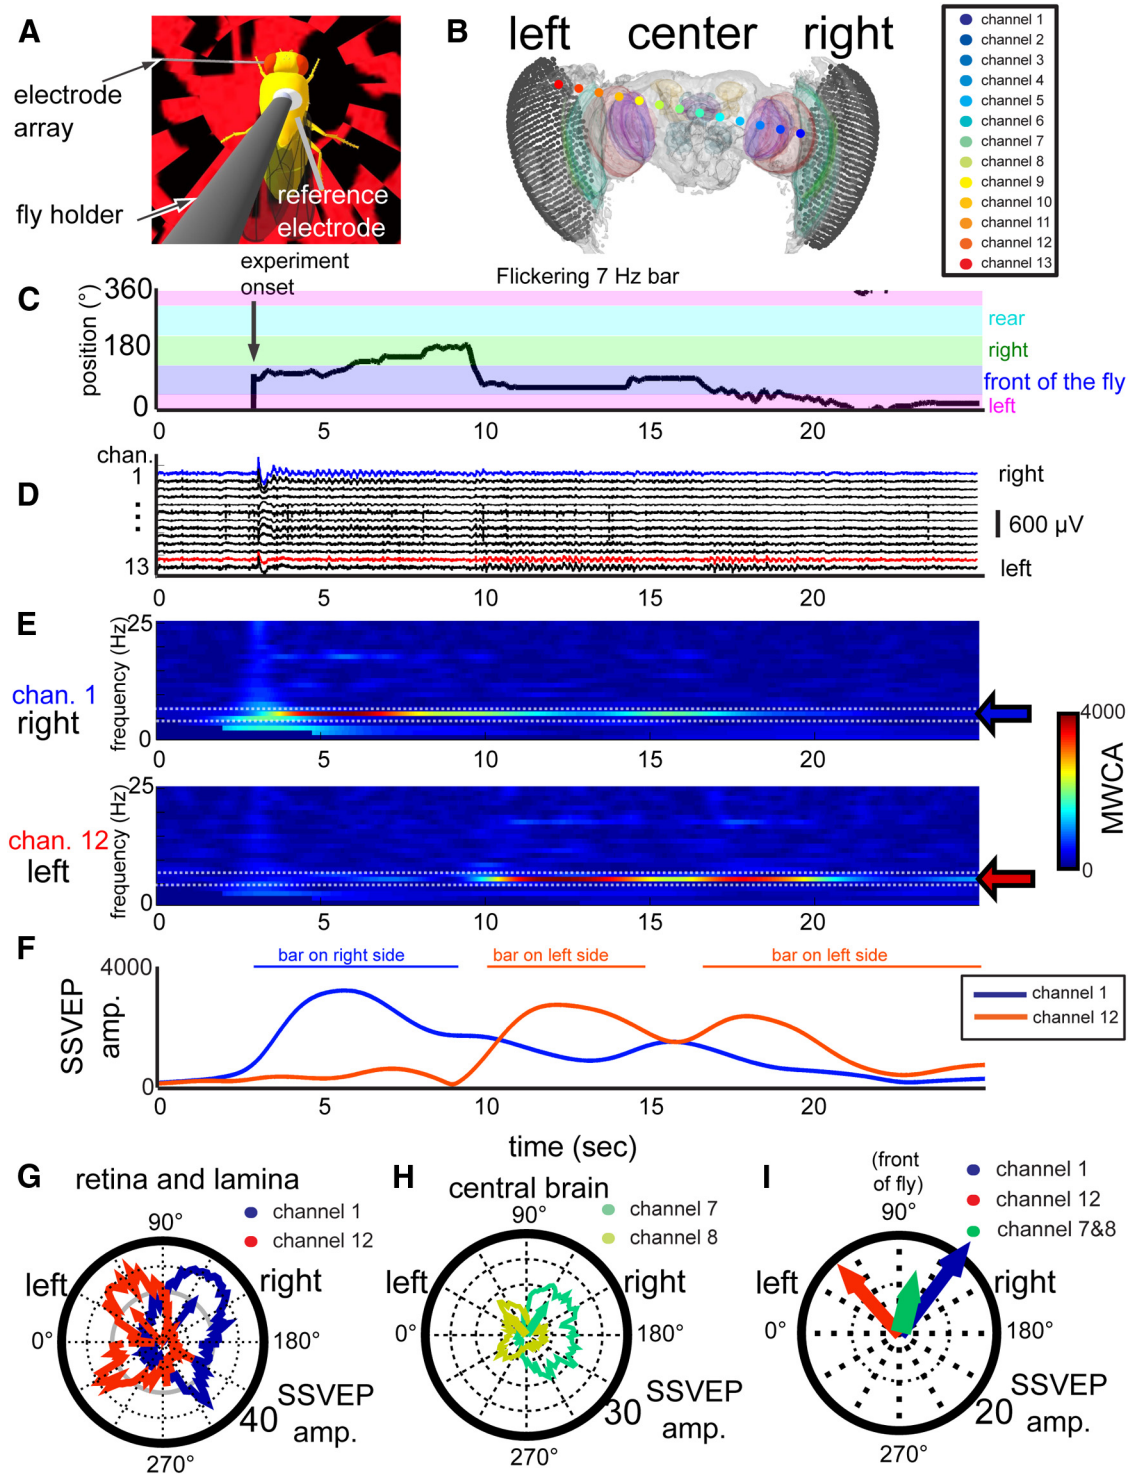 A
electrode
array
fly holder
reference
electrode
B
left center right
channel 1
channel 2
channel 3
channel 4
channel 5
channel 6
channel 7
channel 8
channel 9
channel 10
channel 11
channel 12
channel 13
experiment
onset
Flickering 7 Hz bar
C
position (°)
360
180
0
rear
right
front of the fly
left
0 5 10 15 20
D
chan.
1
13
right
600 µV
left
0 5 10 15 20
E
chan. 1
right
frequency (Hz)
25
0
0 5 10 15 20
chan. 12
left
frequency (Hz)
25
0
0 5 10 15 20
4000
MWCA
0
F
SSVEP
amp.
4000
0
bar on right side
bar on left side
bar on left side
channel 1
channel 12
0 5 10 15 20
time (sec)
G
retina and lamina
channel 1
channel 12
90°
left
right
0°
180°
270°
40
SSVEP
amp.
H
central brain
channel 7
channel 8
90°
left
right
0°
180°
270°
30
SSVEP
amp.
I
(front
of fly)
channel 1
channel 12
channel 7&8
90°
left
right
0°
180°
270°
20
SSVEP
amp.